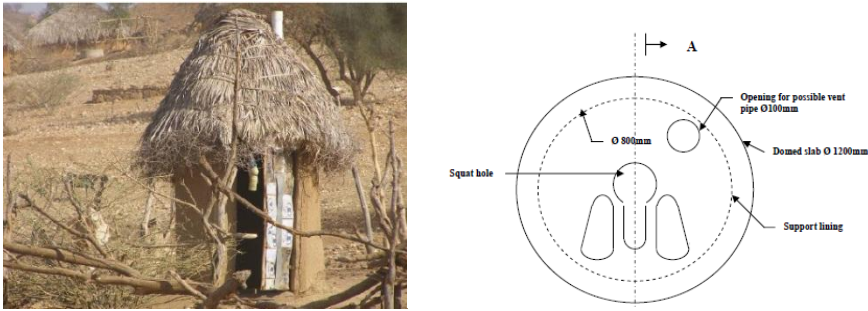 A
Opening for possible vent
pipe Ø100mm
Ø 800mm
Domed slab Ø 1200mm
Squat hole
Support lining